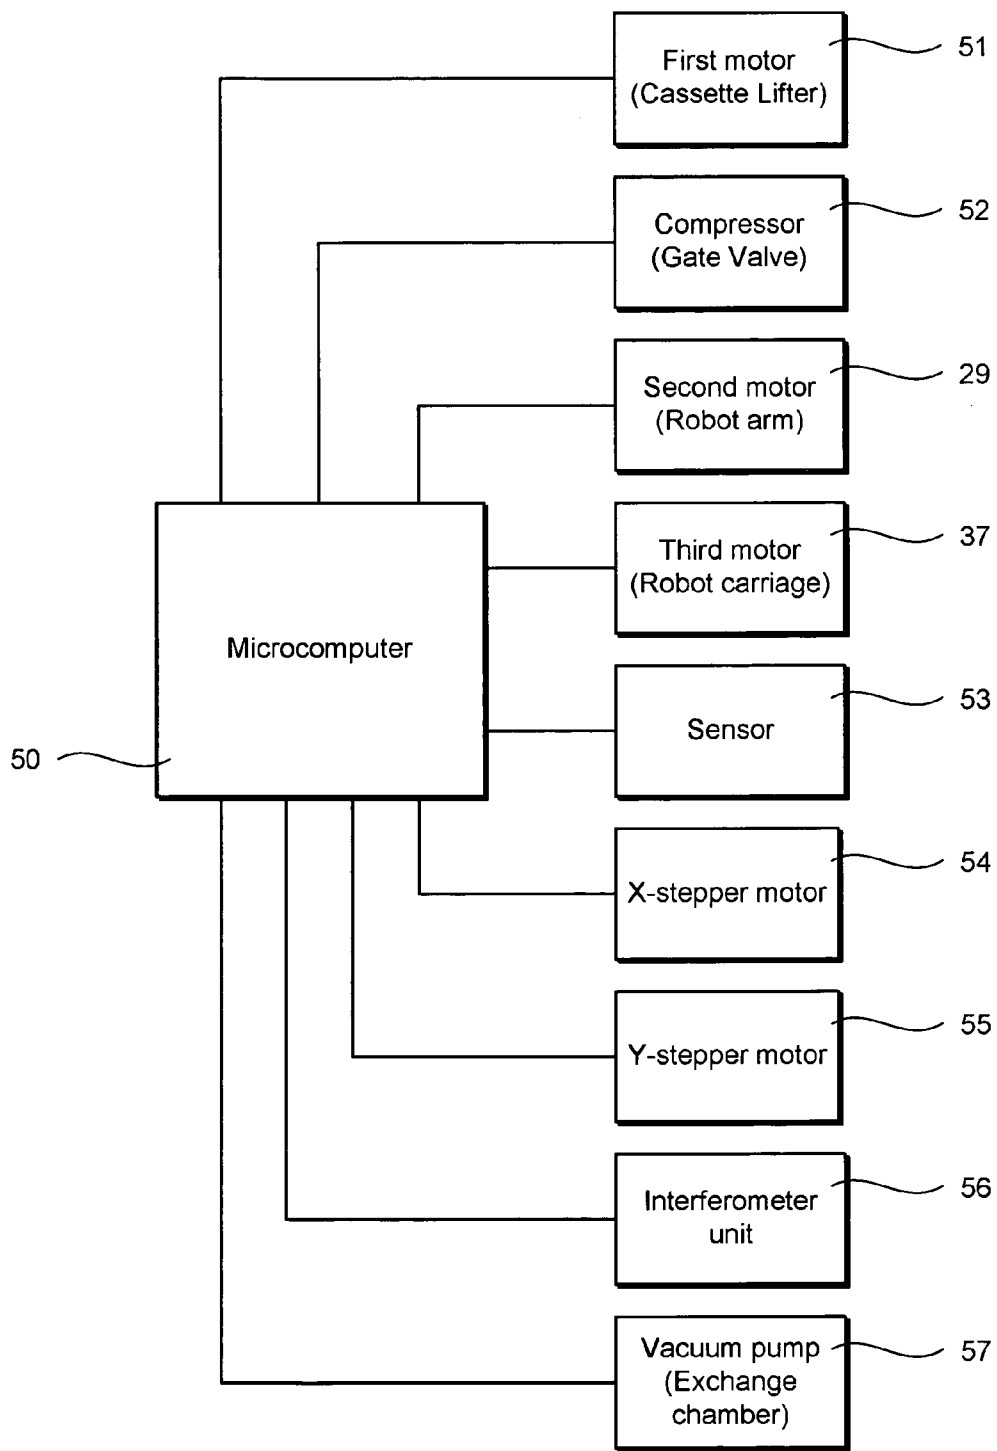 First motor
(Cassette Lifter)
51
Compressor
(Gate Valve)
52
Second motor
(Robot arm)
29
Third motor
(Robot carriage)
37
Microcomputer
Sensor
53
50
X-stepper motor
54
Y-stepper motor
55
Interferometer
unit
56
Vacuum pump
(Exchange
chamber)
57